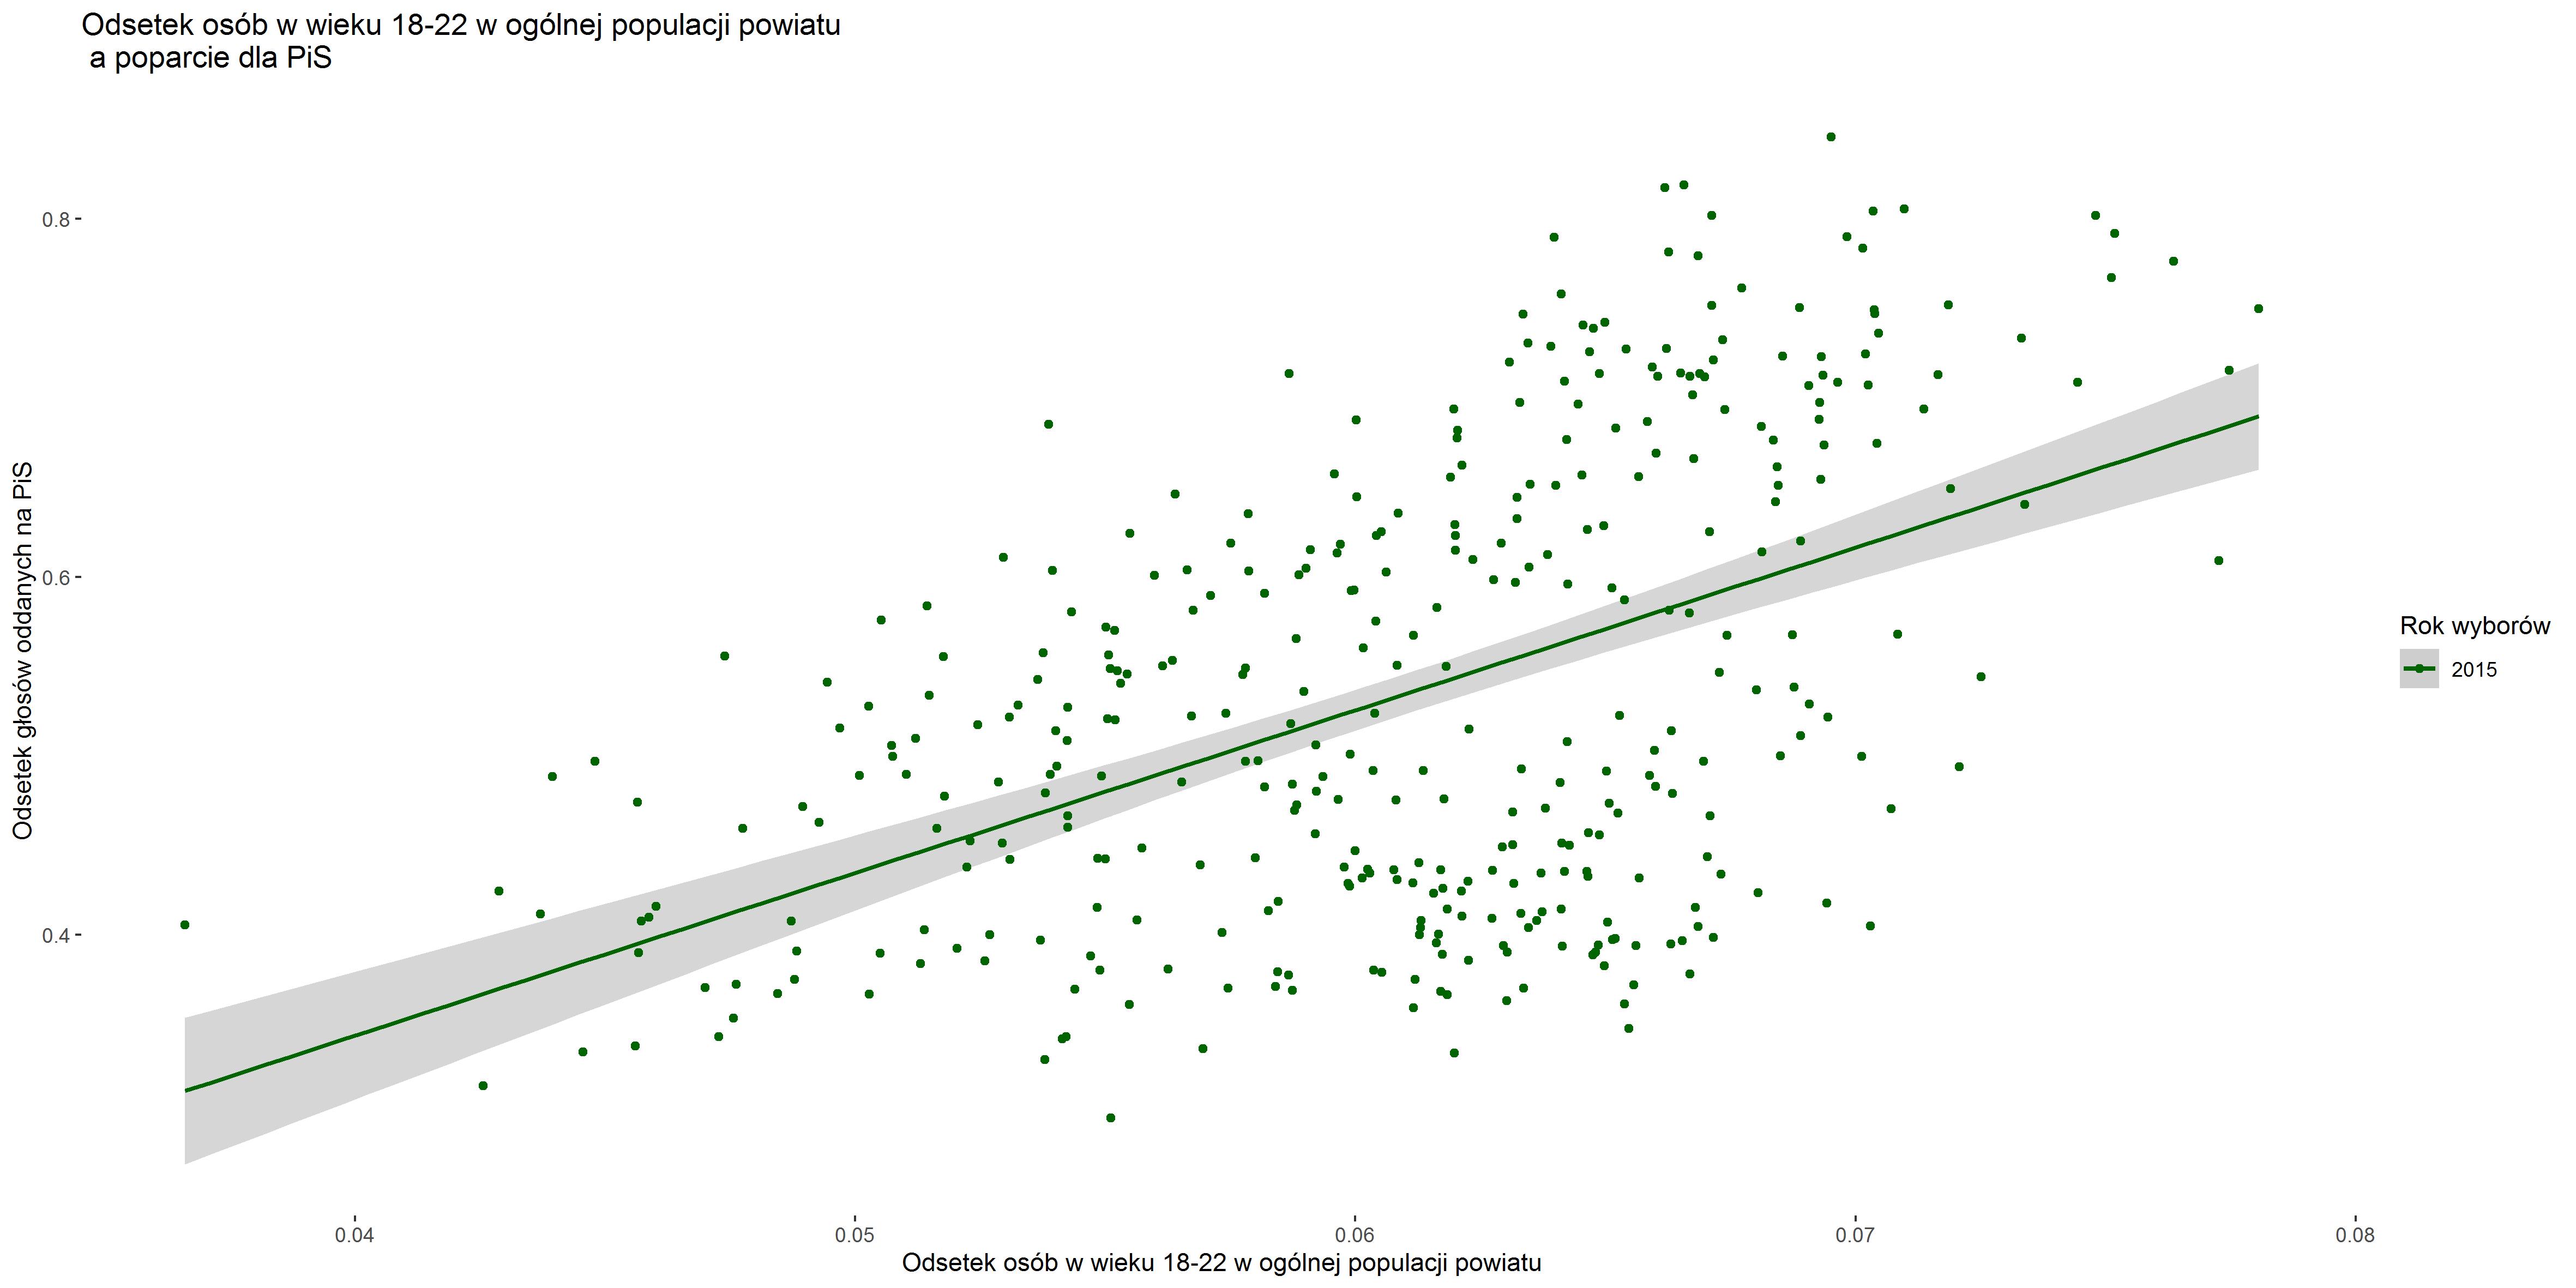 Odsetek osób w wieku 18-22 w ogólnej populacji powiatu
a poparcie dla PiS
0.8
0.6
0.4
Odsetek głosów oddanych na PiS
0.04
0.05
0.06
0.07
0.08
Odsetek osób w wieku 18-22 w ogólnej populacji powiatu
Rok wyborów
2015